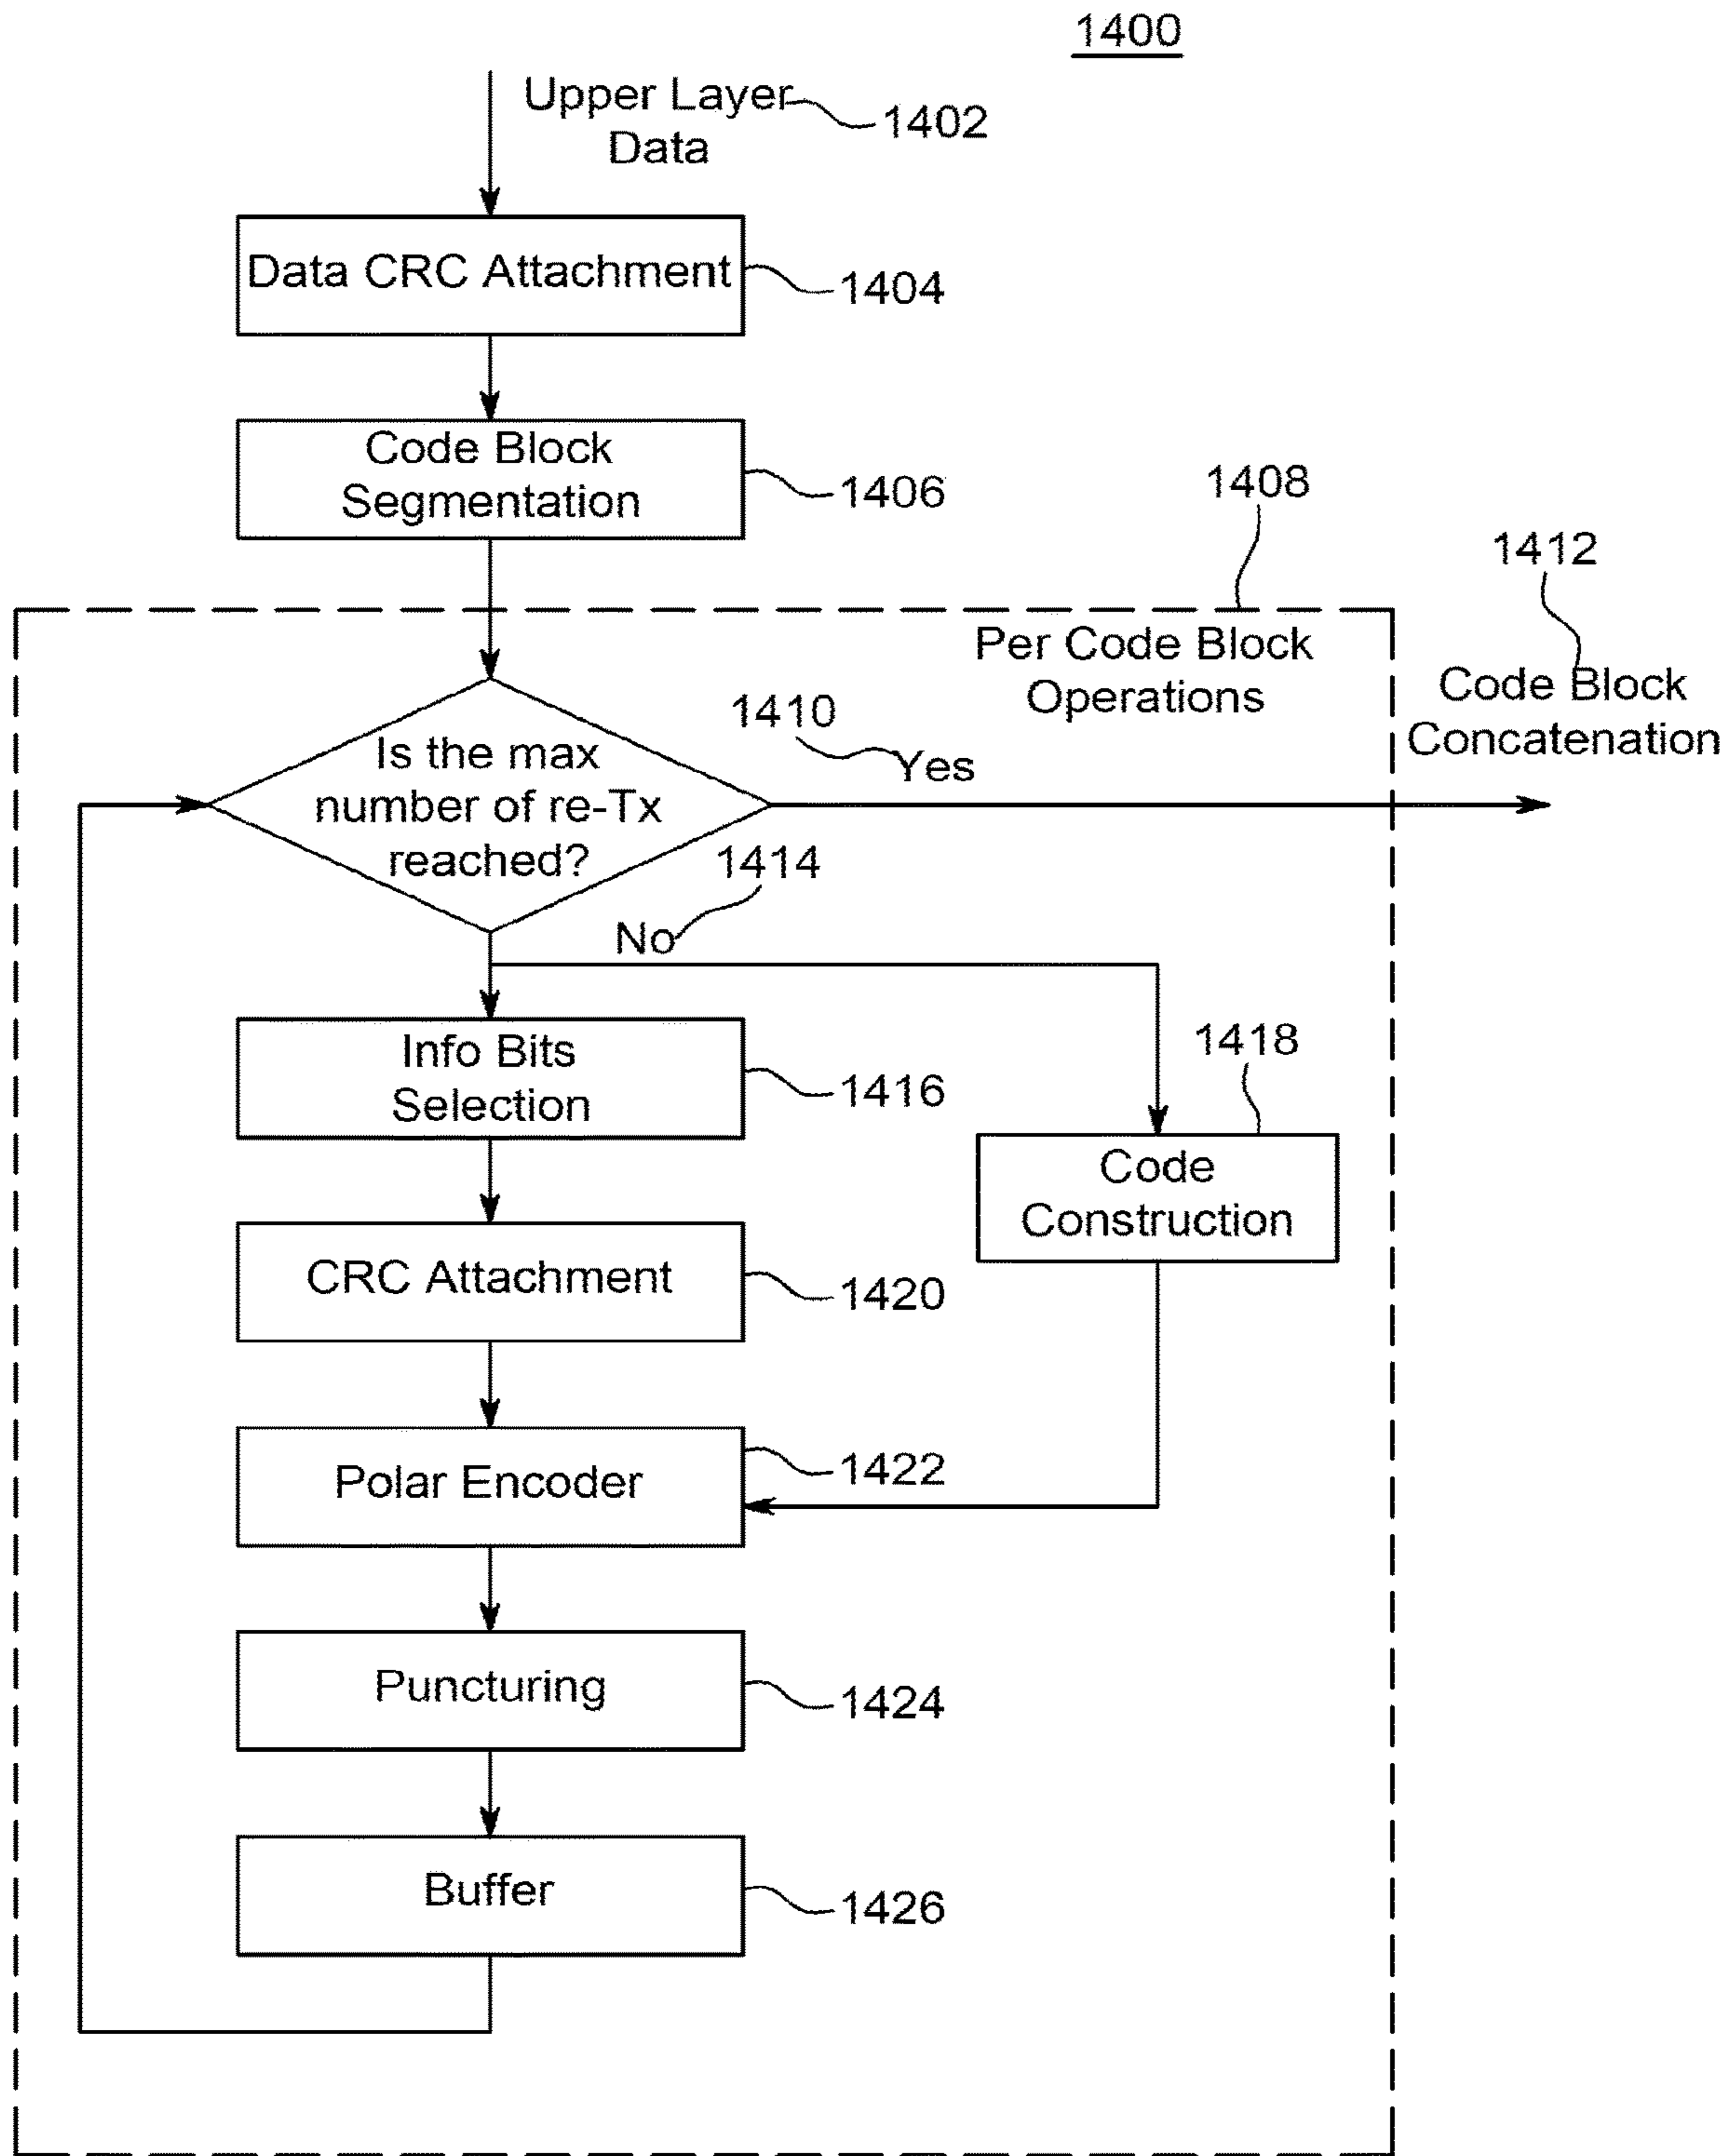 1400
Upper Layer
Data
1402
Data CRC Attachment
1404
Code Block
Segmentation
1406
1408
1412
Per Code Block
Operations
Code Block
Concatenation
1410
Yes
Is the max
number of re-Tx
reached?
1414
No
Info Bits
Selection
1416
1418
Code
Construction
CRC Attachment
1420
Polar Encoder
1422
Puncturing
1424
Buffer
1426